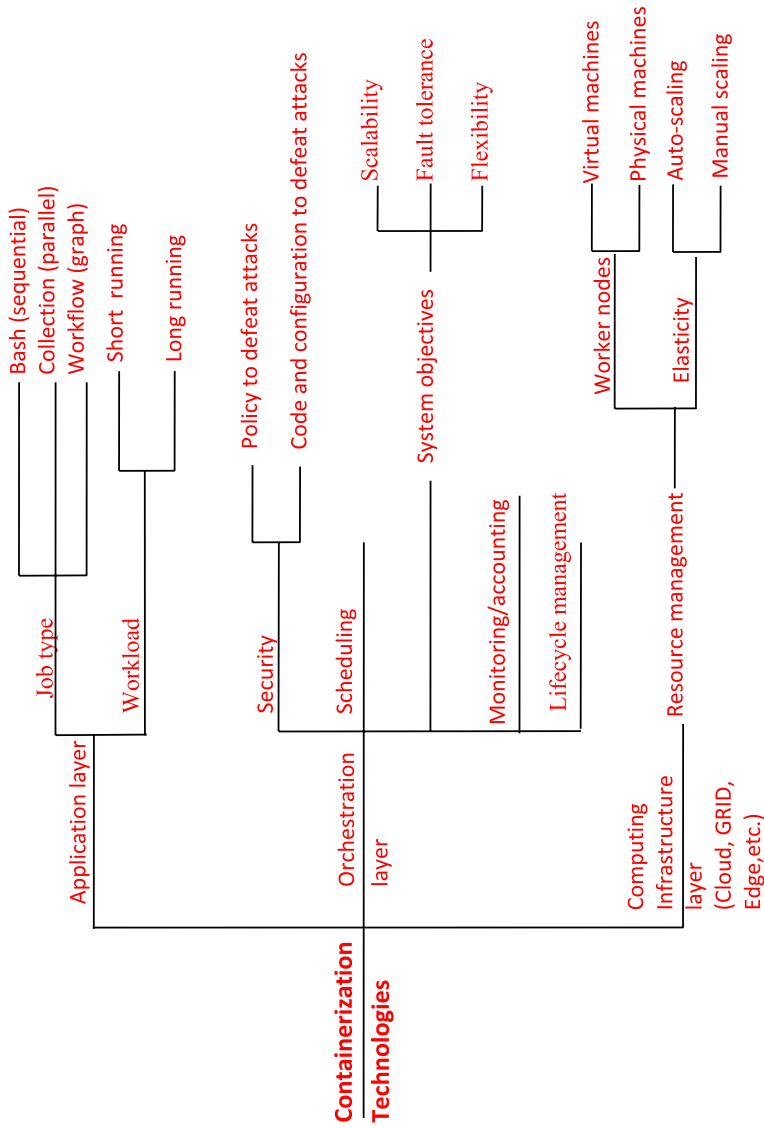 Containerization
Technologies
Application layer
Job type
Bash (sequential)
Collection (parallel)
Workflow (graph)
Workload
Short  running
Long running
Orchestration
layer
Security
Policy to defeat attacks
Code and configuration to defeat attacks
Scheduling
System objectives
Scalability
Fault tolerance
Flexibility
Monitoring/accounting
Lifecycle management
Computing
Infrastructure
layer
(Cloud, GRID,
Edge,etc.)
Resource management
Worker nodes
Virtual machines
Physical machines
Elasticity
Auto-scaling
Manual scaling